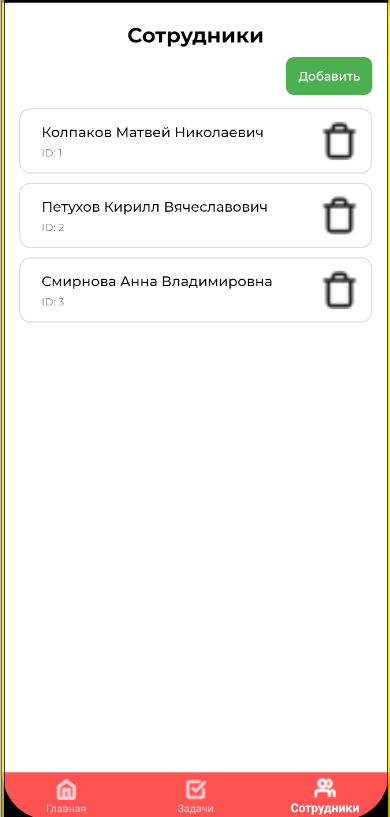 Сотрудники
Добавить
Колпаков Матвей Николаевич
ID: 1
Петухов Кирилл Вячеславович
ID: 2
Смирнова Анна Владимировна
ID: 3
Главная Задачи Сотрудники